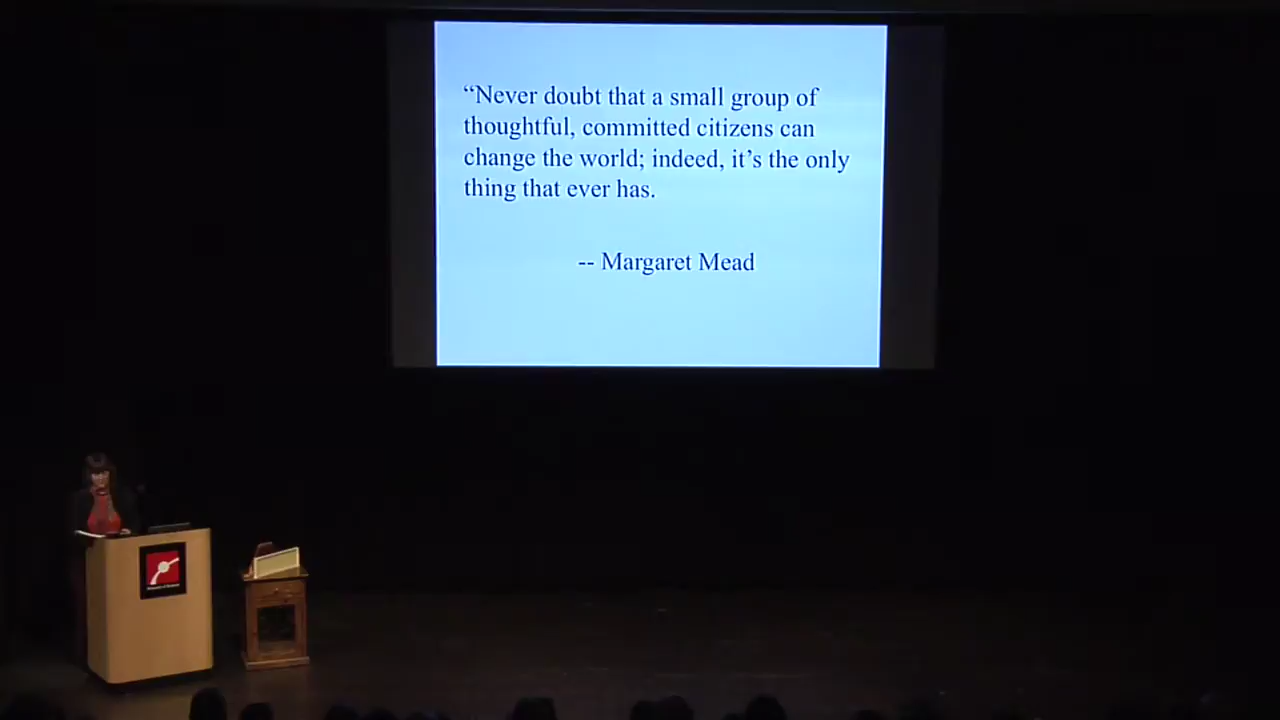 “Never doubt that a small group of
thoughtful, committed citizens can
change the world; indeed, it’s the only
thing that ever has.
-- Margaret Mead